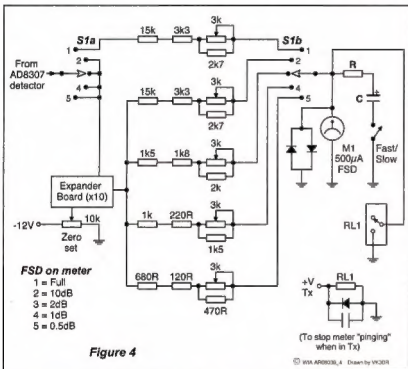 S1a
15k 3k3 3k
2k7
S1b
1
2
4
5
From
AD8307
detector
1
2
4
5
15k 3k3 3k
2k7
1k5 1k8 3k
2k
1k 220R 3k
1k5
680R 120R 3k
470R
R
C
Fast/
Slow
M1
500µA
FSD
RL1
Expander
Board (x10)
-12V
10k
Zero
set
FSD on meter
1 = Full
2 = 10dB
3 = 2dB
4 = 1dB
5 = 0.5dB
+V
Tx
RL1
(To stop meter "pinging"
when in Tx)
Figure 4